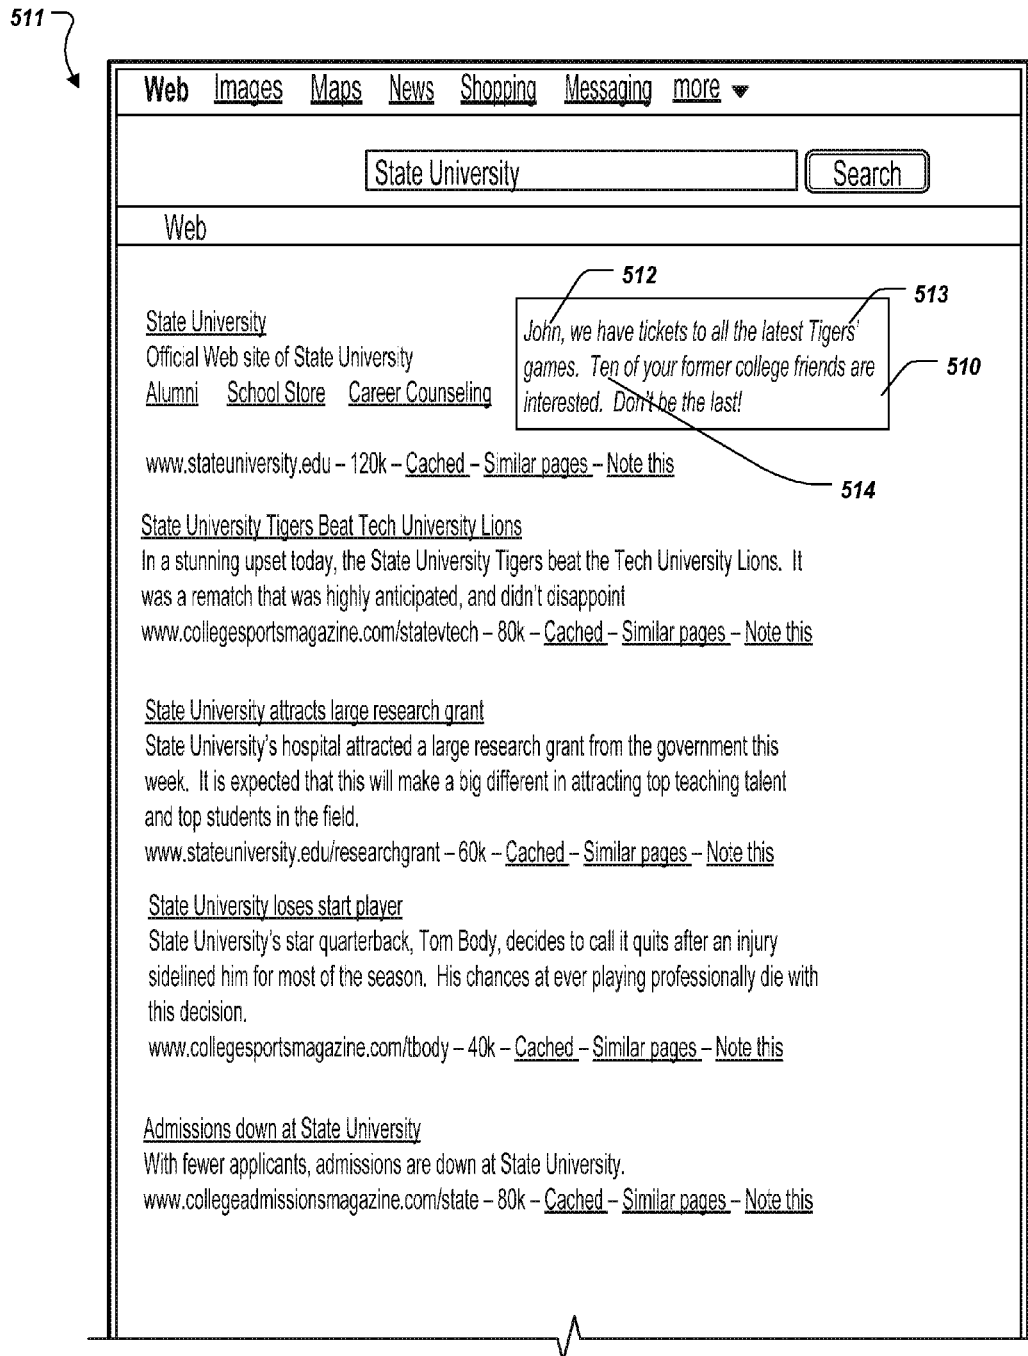 511
Web Images Maps News Shopping Messaging more
State University Search
Web
512
513
State University
Official Web site of State University
Alumni School Store Career Counseling
John, we have tickets to all the latest Tigers'
games. Ten of your former college friends are
interested. Don't be the last!
510
514
www.stateuniversity.edu – 120k – Cached – Similar pages – Note this
State University Tigers Beat Tech University Lions
In a stunning upset today, the State University Tigers beat the Tech University Lions. It
was a rematch that was highly anticipated, and didn't disappoint
www.collegesportsmagazine.com/statevtech – 80k – Cached – Similar pages – Note this
State University attracts large research grant
State University's hospital attracted a large research grant from the government this
week. It is expected that this will make a big different in attracting top teaching talent
and top students in the field.
www.stateuniversity.edu/researchgrant – 60k – Cached – Similar pages – Note this
State University loses start player
State University's star quarterback, Tom Body, decides to call it quits after an injury
sidelined him for most of the season. His chances at ever playing professionally die with
this decision.
www.collegesportsmagazine.com/tbody – 40k – Cached – Similar pages – Note this
Admissions down at State University
With fewer applicants, admissions are down at State University.
www.collegeadmissionsmagazine.com/state – 80k – Cached – Similar pages – Note this